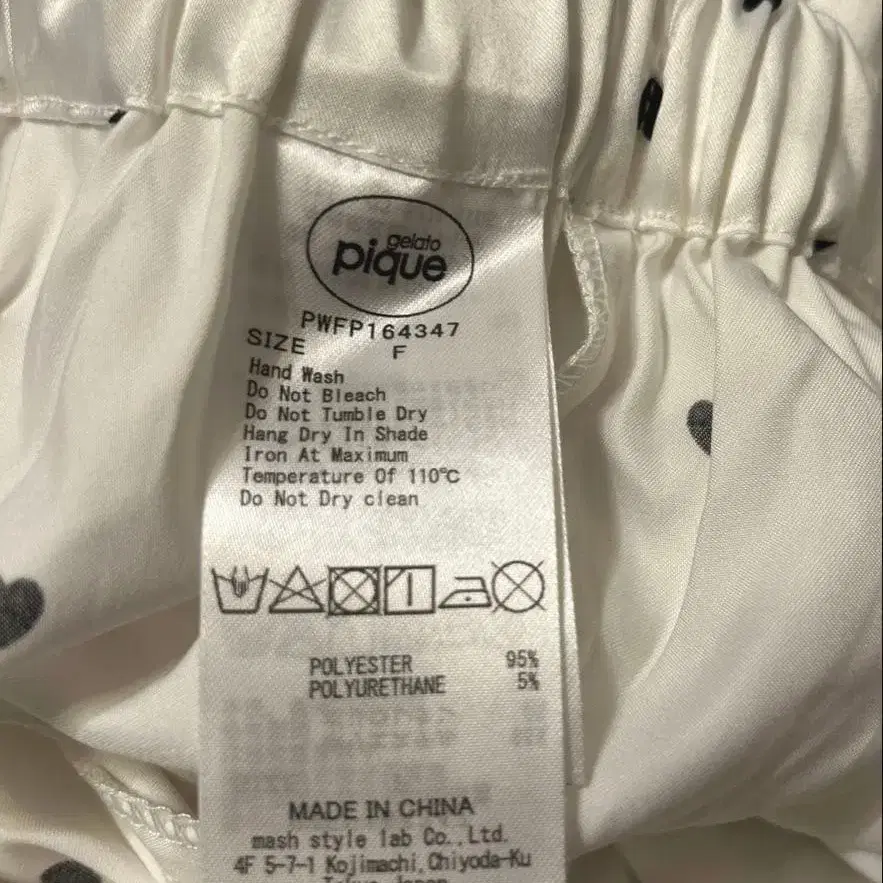 gelato
pique
PWFP164347
SIZE F
Hand Wash
Do Not Bleach
Do Not Tumble Dry
Hang Dry In Shade
Iron At Maximum
Temperature Of 110℃
Do Not Dry clean
POLYESTER 95%
POLYURETHANE 5%
MADE IN CHINA
mash style lab Co.,Ltd.
4F 5-7-1 Kojimachi,Chiyoda-Ku
Tokyo Japan